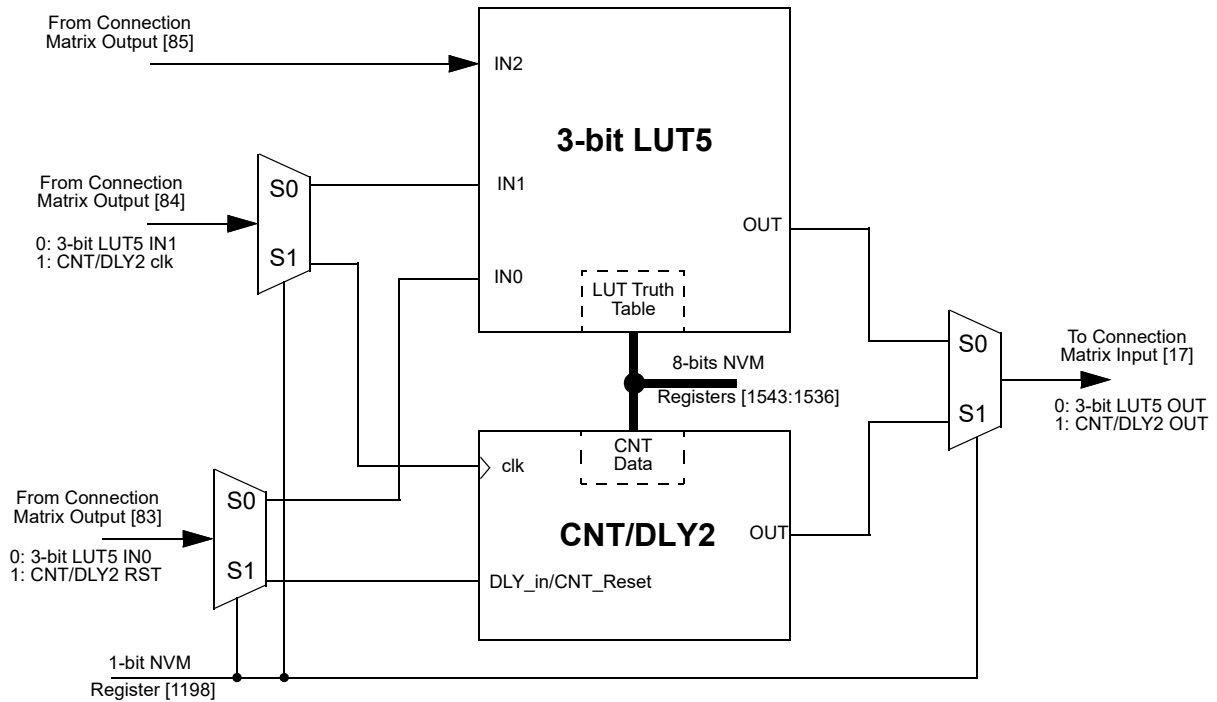 From Connection
Matrix Output [85]
IN2
3-bit LUT5
From Connection
Matrix Output [84]
0: 3-bit LUT5 IN1
1: CNT/DLY2 clk
S0
S1
IN1
IN0
OUT
LUT Truth
Table
8-bits NVM
Registers [1543:1536]
S0
S1
To Connection
Matrix Input [17]
0: 3-bit LUT5 OUT
1: CNT/DLY2 OUT
CNT
Data
clk
CNT/DLY2
OUT
DLY_in/CNT_Reset
From Connection
Matrix Output [83]
0: 3-bit LUT5 IN0
1: CNT/DLY2 RST
S0
S1
1-bit NVM
Register [1198]